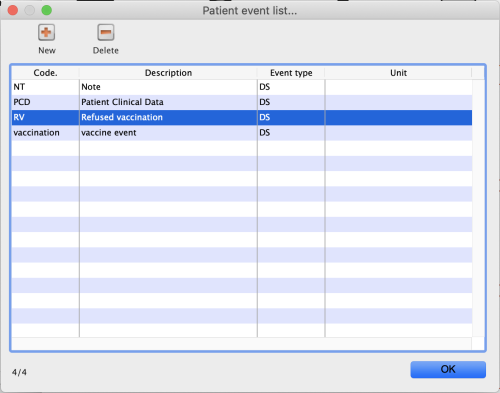 Patient event list...
New Delete
Code. Description Event type Unit
NT Note DS
PCD Patient Clinical Data DS
RV Refused vaccination DS
vaccination vaccine event DS
4/4 OK